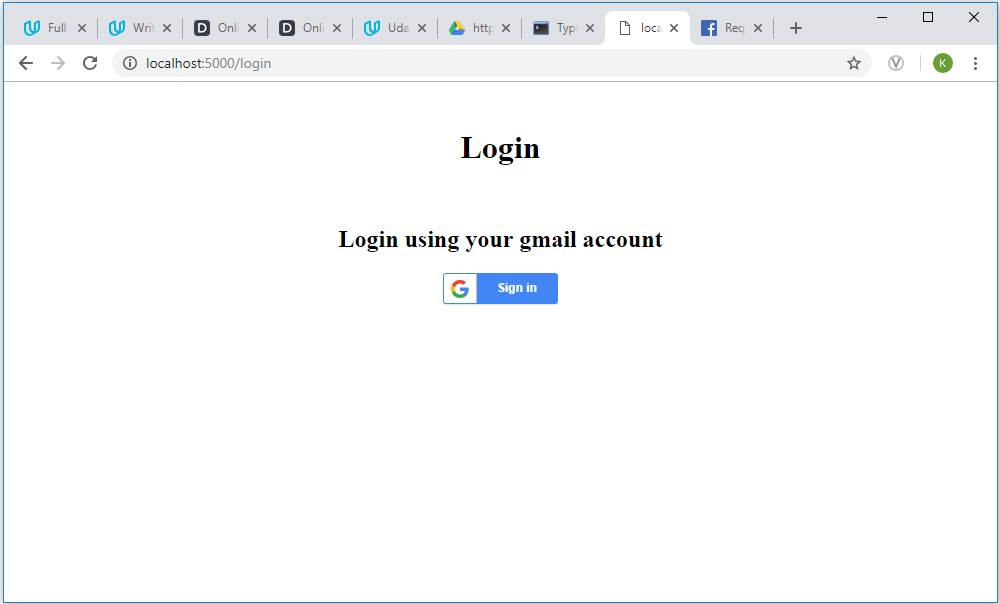 Full
Writ
Onli
Onli
Uda
http
Type
loca
Req
localhost:5000/login
K
Login
Login using your gmail account
Sign in